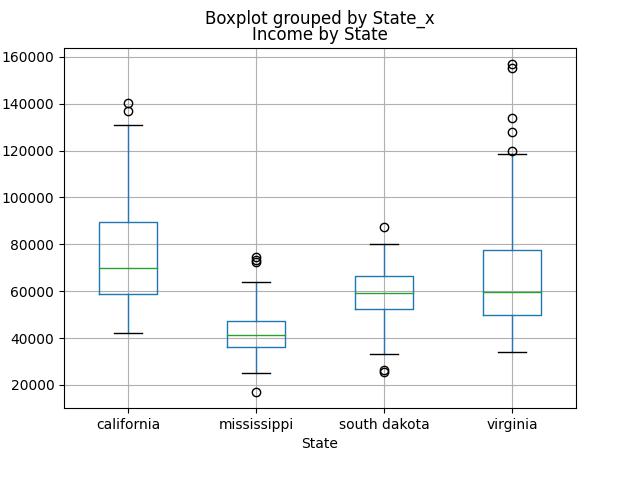 Boxplot grouped by State_x
Income by State
160000
140000
120000
100000
80000
60000
40000
20000
california mississippi south dakota virginia
State